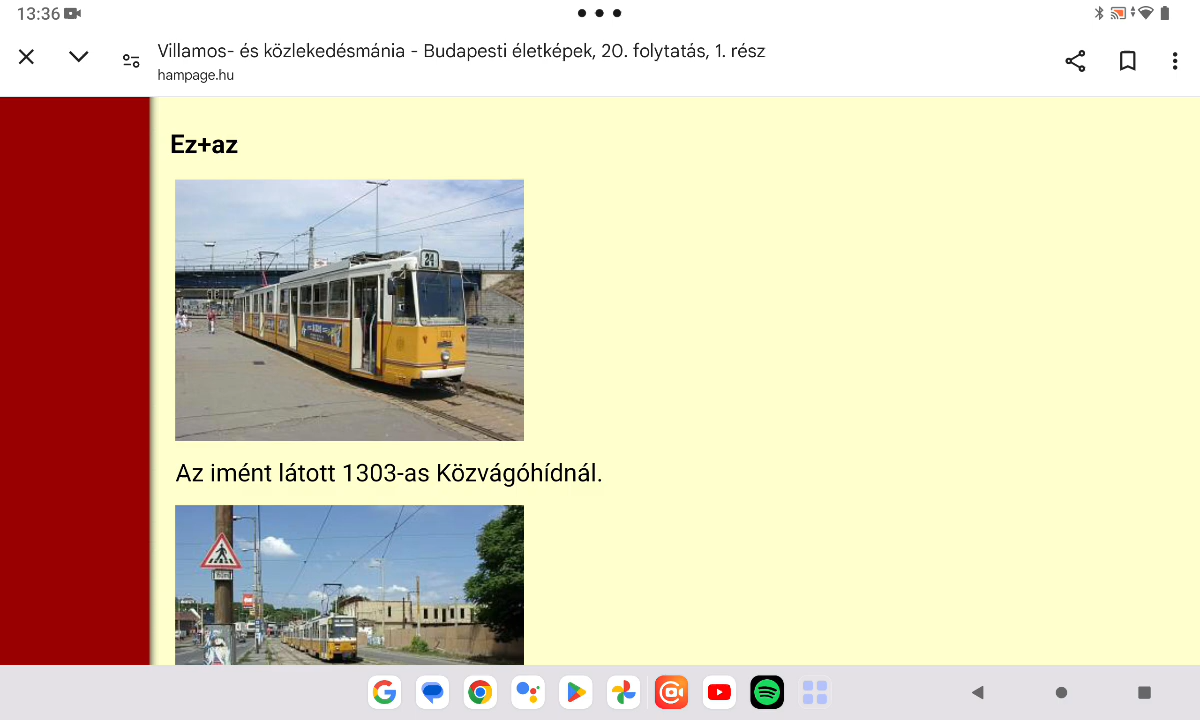 13:36
Villamos- és közlekedésmánia - Budapesti életképek, 20. folytatás, 1. rész
hampage.hu
Ez+az
24
Az imént látott 1303-as Közvágóhídnál.